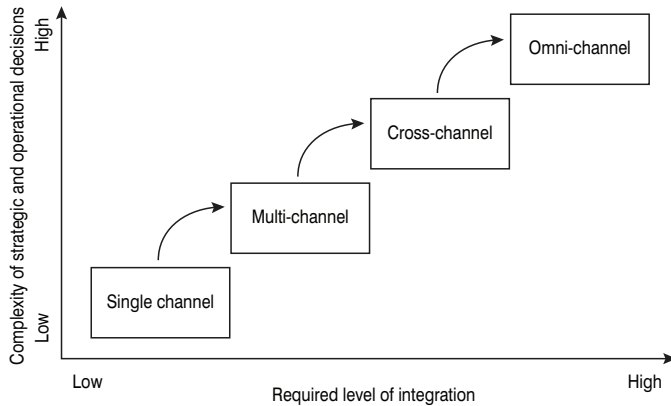 Complexity of strategic and operational decisions
High
Low
Omni-channel
Cross-channel
Multi-channel
Single channel
Low
High
Required level of integration